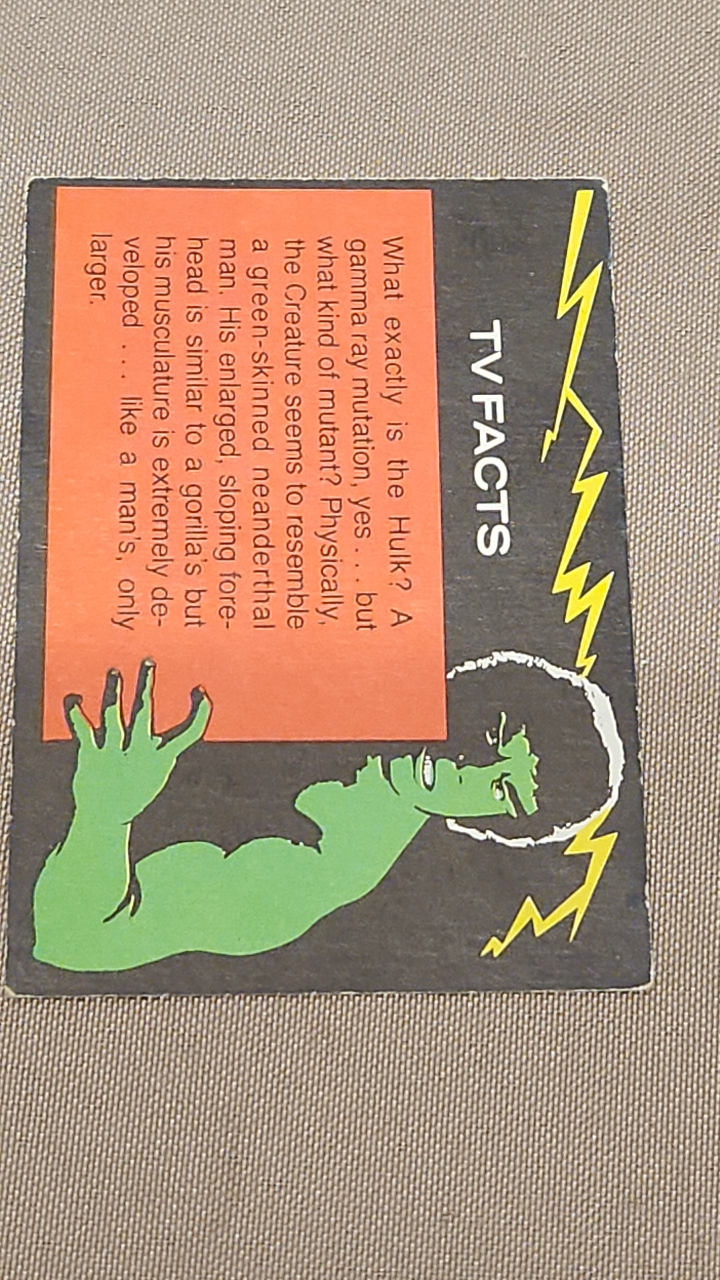 TV FACTS
What exactly is the Hulk? A
gamma ray mutation, yes . . . but
what kind of mutant? Physically,
the Creature seems to resemble
a green-skinned neanderthal
man. His enlarged, sloping fore-
head is similar to a gorilla's but
his musculature is extremely de-
veloped . . . like a man's, only
larger.